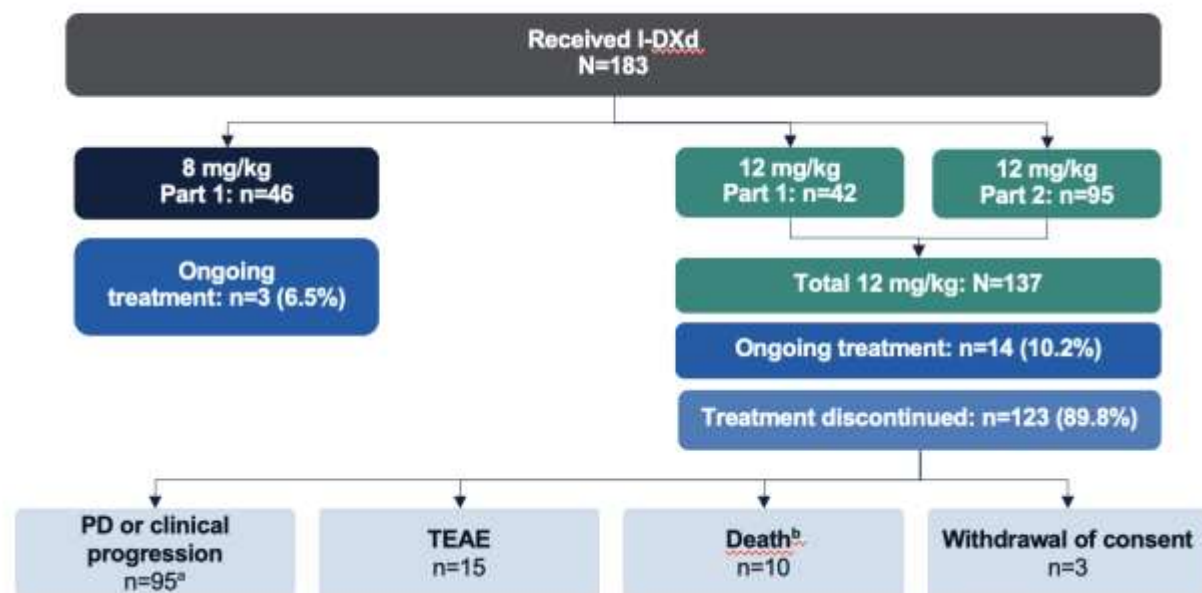 Received I-DXd
N=183
8 mg/kg
Part 1: n=46
12 mg/kg
Part 1: n=42
12 mg/kg
Part 2: n=95
Ongoing
treatment: n=3 (6.5%)
Total 12 mg/kg: N=137
Ongoing treatment: n=14 (10.2%)
Treatment discontinued: n=123 (89.8%)
PD or clinical
progression
n=95ᵃ
TEAE
n=15
Deathᵇ
n=10
Withdrawal of consent
n=3